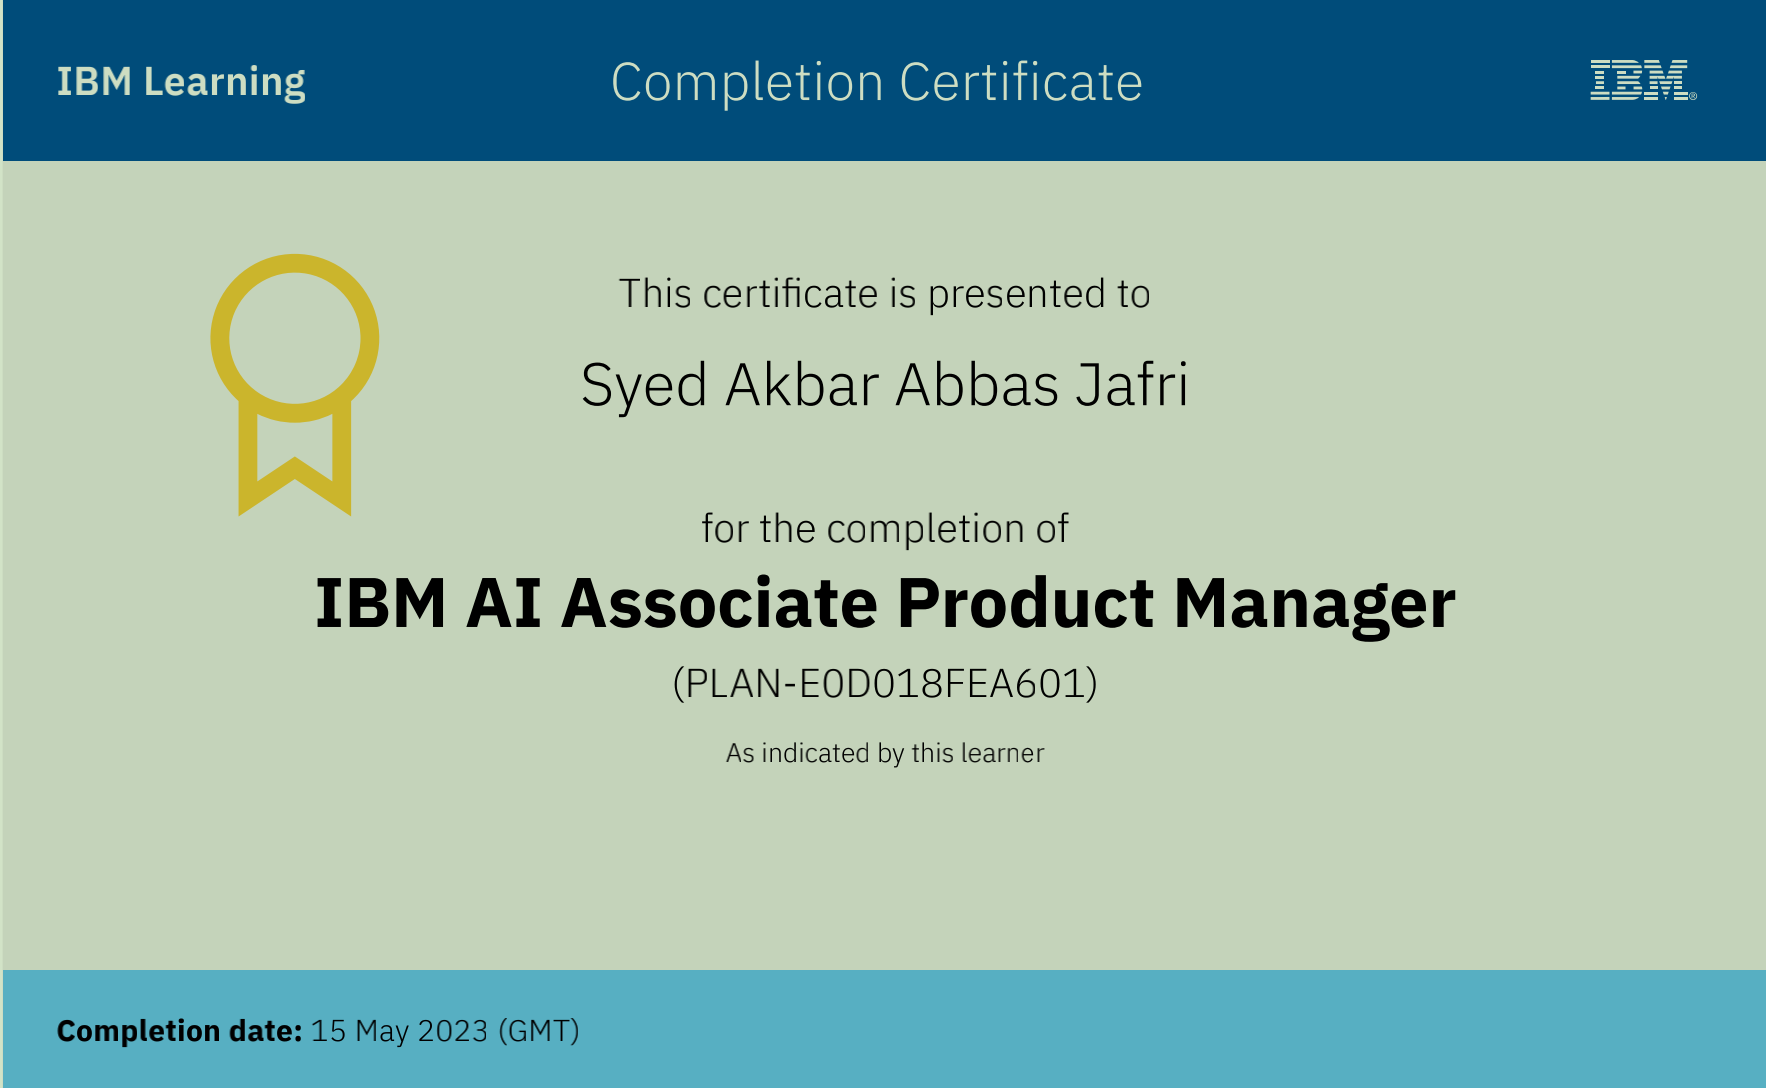 IBM Learning
Completion Certificate
IBM®
This certificate is presented to
Syed Akbar Abbas Jafri
for the completion of
IBM AI Associate Product Manager
(PLAN-E0D018FEA601)
As indicated by this learner
Completion date: 15 May 2023 (GMT)